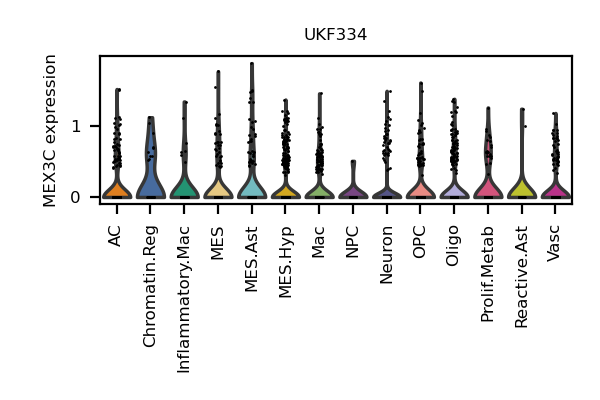 UKF334
MEX3C expression
1
0
AC
Chromatin.Reg
Inflammatory.Mac
MES
MES.Ast
MES.Hyp
Mac
NPC
Neuron
OPC
Oligo
Prolif.Metab
Reactive.Ast
Vasc